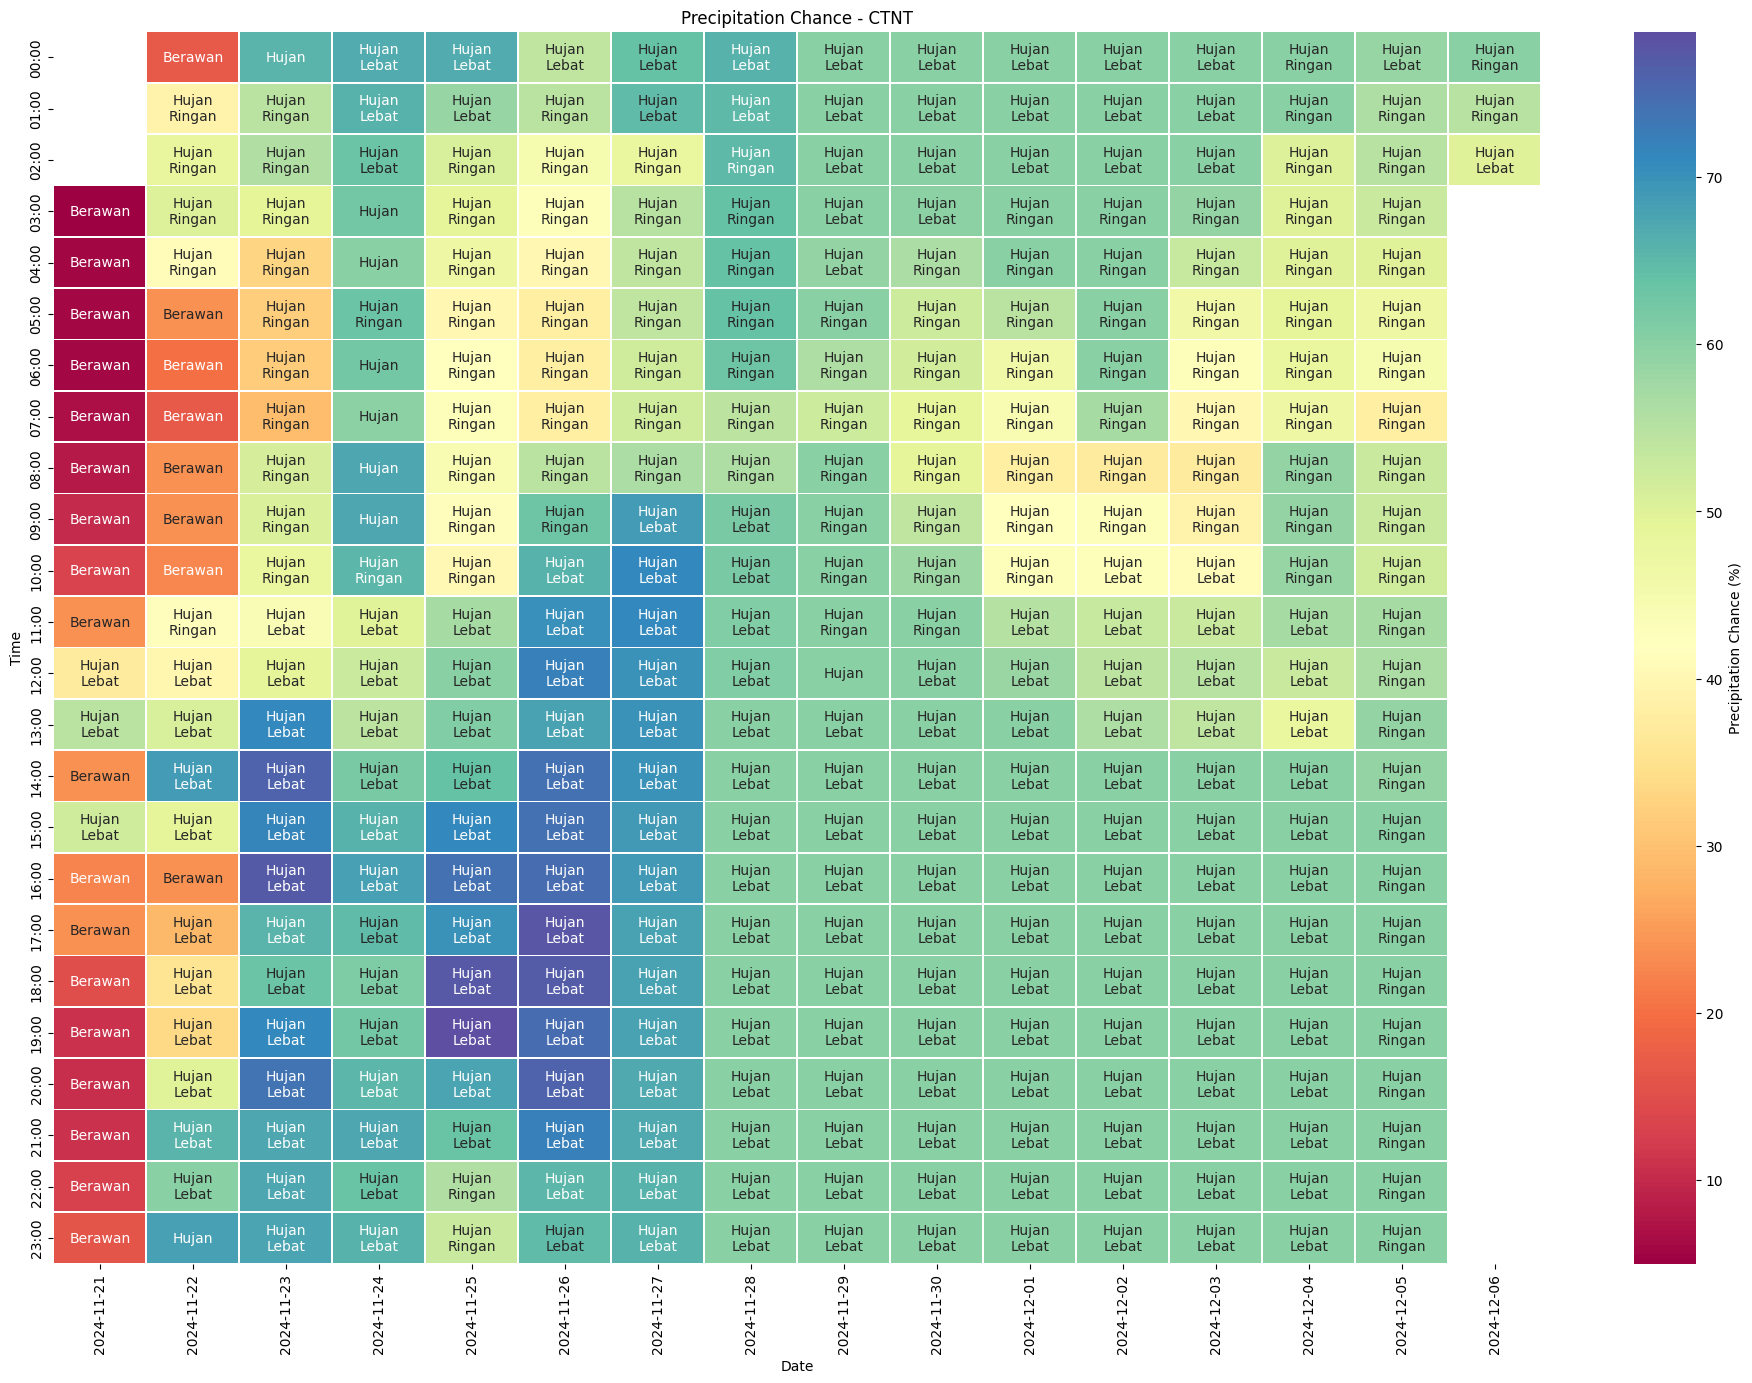 Precipitation Chance - CTNT
00:00 Berawan Hujan Hujan Lebat Hujan Lebat Hujan Lebat Hujan Lebat Hujan Lebat Hujan Lebat Hujan Lebat Hujan Lebat Hujan Lebat Hujan Lebat Hujan Ringan Hujan Lebat Hujan Ringan
01:00 Hujan Ringan Hujan Ringan Hujan Lebat Hujan Lebat Hujan Ringan Hujan Lebat Hujan Lebat Hujan Lebat Hujan Lebat Hujan Lebat Hujan Lebat Hujan Lebat Hujan Ringan Hujan Ringan Hujan Ringan
02:00 Hujan Ringan Hujan Ringan Hujan Lebat Hujan Ringan Hujan Ringan Hujan Ringan Hujan Ringan Hujan Lebat Hujan Lebat Hujan Lebat Hujan Lebat Hujan Lebat Hujan Ringan Hujan Ringan Hujan Lebat
03:00 Berawan Hujan Ringan Hujan Ringan Hujan Hujan Ringan Hujan Ringan Hujan Ringan Hujan Ringan Hujan Lebat Hujan Lebat Hujan Ringan Hujan Ringan Hujan Ringan Hujan Ringan Hujan Ringan
04:00 Berawan Hujan Ringan Hujan Ringan Hujan Hujan Ringan Hujan Ringan Hujan Ringan Hujan Ringan Hujan Lebat Hujan Ringan Hujan Ringan Hujan Ringan Hujan Ringan Hujan Ringan Hujan Ringan
05:00 Berawan Berawan Hujan Ringan Hujan Ringan Hujan Ringan Hujan Ringan Hujan Ringan Hujan Ringan Hujan Ringan Hujan Ringan Hujan Ringan Hujan Ringan Hujan Ringan Hujan Ringan Hujan Ringan
06:00 Berawan Berawan Hujan Ringan Hujan Hujan Ringan Hujan Ringan Hujan Ringan Hujan Ringan Hujan Ringan Hujan Ringan Hujan Ringan Hujan Ringan Hujan Ringan Hujan Ringan Hujan Ringan
07:00 Berawan Berawan Hujan Ringan Hujan Hujan Ringan Hujan Ringan Hujan Ringan Hujan Ringan Hujan Ringan Hujan Ringan Hujan Ringan Hujan Ringan Hujan Ringan Hujan Ringan Hujan Ringan
08:00 Berawan Berawan Hujan Ringan Hujan Hujan Ringan Hujan Ringan Hujan Ringan Hujan Ringan Hujan Ringan Hujan Ringan Hujan Ringan Hujan Ringan Hujan Ringan Hujan Ringan Hujan Ringan
09:00 Berawan Berawan Hujan Ringan Hujan Hujan Ringan Hujan Ringan Hujan Lebat Hujan Lebat Hujan Ringan Hujan Ringan Hujan Ringan Hujan Ringan Hujan Ringan Hujan Ringan Hujan Ringan
10:00 Berawan Berawan Hujan Ringan Hujan Ringan Hujan Ringan Hujan Lebat Hujan Lebat Hujan Lebat Hujan Ringan Hujan Ringan Hujan Ringan Hujan Lebat Hujan Lebat Hujan Ringan Hujan Ringan
11:00 Berawan Hujan Ringan Hujan Lebat Hujan Lebat Hujan Lebat Hujan Lebat Hujan Lebat Hujan Lebat Hujan Ringan Hujan Ringan Hujan Lebat Hujan Lebat Hujan Lebat Hujan Lebat Hujan Ringan
12:00 Hujan Lebat Hujan Lebat Hujan Lebat Hujan Lebat Hujan Lebat Hujan Lebat Hujan Lebat Hujan Lebat Hujan Hujan Lebat Hujan Lebat Hujan Lebat Hujan Lebat Hujan Lebat Hujan Ringan
13:00 Hujan Lebat Hujan Lebat Hujan Lebat Hujan Lebat Hujan Lebat Hujan Lebat Hujan Lebat Hujan Lebat Hujan Lebat Hujan Lebat Hujan Lebat Hujan Lebat Hujan Lebat Hujan Lebat Hujan Ringan
14:00 Berawan Hujan Lebat Hujan Lebat Hujan Lebat Hujan Lebat Hujan Lebat Hujan Lebat Hujan Lebat Hujan Lebat Hujan Lebat Hujan Lebat Hujan Lebat Hujan Lebat Hujan Lebat Hujan Ringan
15:00 Hujan Lebat Hujan Lebat Hujan Lebat Hujan Lebat Hujan Lebat Hujan Lebat Hujan Lebat Hujan Lebat Hujan Lebat Hujan Lebat Hujan Lebat Hujan Lebat Hujan Lebat Hujan Lebat Hujan Ringan
16:00 Berawan Berawan Hujan Lebat Hujan Lebat Hujan Lebat Hujan Lebat Hujan Lebat Hujan Lebat Hujan Lebat Hujan Lebat Hujan Lebat Hujan Lebat Hujan Lebat Hujan Lebat Hujan Ringan
17:00 Berawan Hujan Lebat Hujan Lebat Hujan Lebat Hujan Lebat Hujan Lebat Hujan Lebat Hujan Lebat Hujan Lebat Hujan Lebat Hujan Lebat Hujan Lebat Hujan Lebat Hujan Lebat Hujan Ringan
18:00 Berawan Hujan Lebat Hujan Lebat Hujan Lebat Hujan Lebat Hujan Lebat Hujan Lebat Hujan Lebat Hujan Lebat Hujan Lebat Hujan Lebat Hujan Lebat Hujan Lebat Hujan Lebat Hujan Ringan
19:00 Berawan Hujan Lebat Hujan Lebat Hujan Lebat Hujan Lebat Hujan Lebat Hujan Lebat Hujan Lebat Hujan Lebat Hujan Lebat Hujan Lebat Hujan Lebat Hujan Lebat Hujan Lebat Hujan Ringan
20:00 Berawan Hujan Lebat Hujan Lebat Hujan Lebat Hujan Lebat Hujan Lebat Hujan Lebat Hujan Lebat Hujan Lebat Hujan Lebat Hujan Lebat Hujan Lebat Hujan Lebat Hujan Lebat Hujan Ringan
21:00 Berawan Hujan Lebat Hujan Lebat Hujan Lebat Hujan Lebat Hujan Lebat Hujan Lebat Hujan Lebat Hujan Lebat Hujan Lebat Hujan Lebat Hujan Lebat Hujan Lebat Hujan Lebat Hujan Ringan
22:00 Berawan Hujan Lebat Hujan Lebat Hujan Lebat Hujan Ringan Hujan Lebat Hujan Lebat Hujan Lebat Hujan Lebat Hujan Lebat Hujan Lebat Hujan Lebat Hujan Lebat Hujan Lebat Hujan Ringan
23:00 Berawan Hujan Hujan Lebat Hujan Lebat Hujan Ringan Hujan Lebat Hujan Lebat Hujan Lebat Hujan Lebat Hujan Lebat Hujan Lebat Hujan Lebat Hujan Lebat Hujan Lebat Hujan Ringan
Time
2024-11-21 2024-11-22 2024-11-23 2024-11-24 2024-11-25 2024-11-26 2024-11-27 2024-11-28 2024-11-29 2024-11-30 2024-12-01 2024-12-02 2024-12-03 2024-12-04 2024-12-05 2024-12-06
Date
70
60
50
40
30
20
10
Precipitation Chance (%)